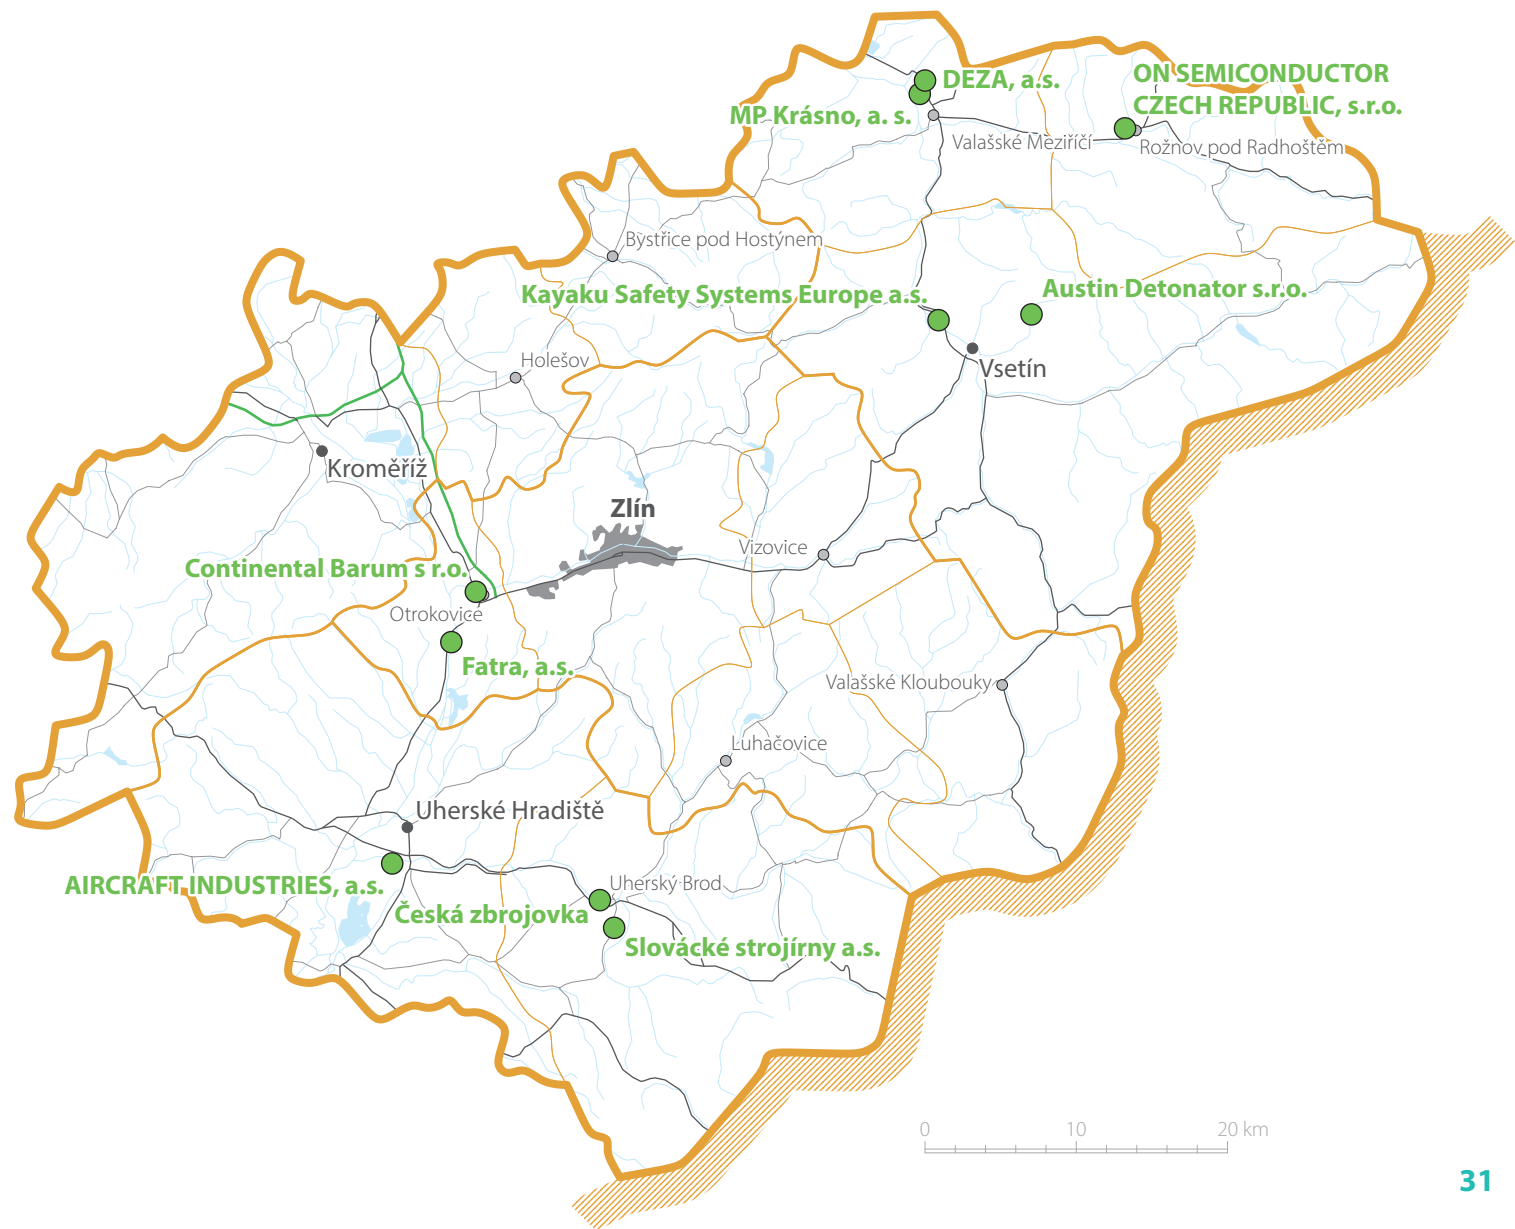 DEZA, a.s.
ON SEMICONDUCTOR
CZECH REPUBLIC, s.r.o.
MP Krásno, a. s.
Valašské Meziříčí
Rožnov pod Radhoštěm
Bystřice pod Hostýnem
Kayaku Safety Systems Europe a.s.
Austin Detonator s.r.o.
Holešov
Vsetín
Kroměříž
Zlín
Vizovice
Continental Barum s r.o.
Otrokovice
Fatra, a.s.
Valašské Klobouky
Luhačovice
Uherské Hradiště
AIRCRAFT INDUSTRIES, a.s.
Uherský Brod
Česká zbrojovka
Slovácké strojírny a.s.
0 10 20 km
31